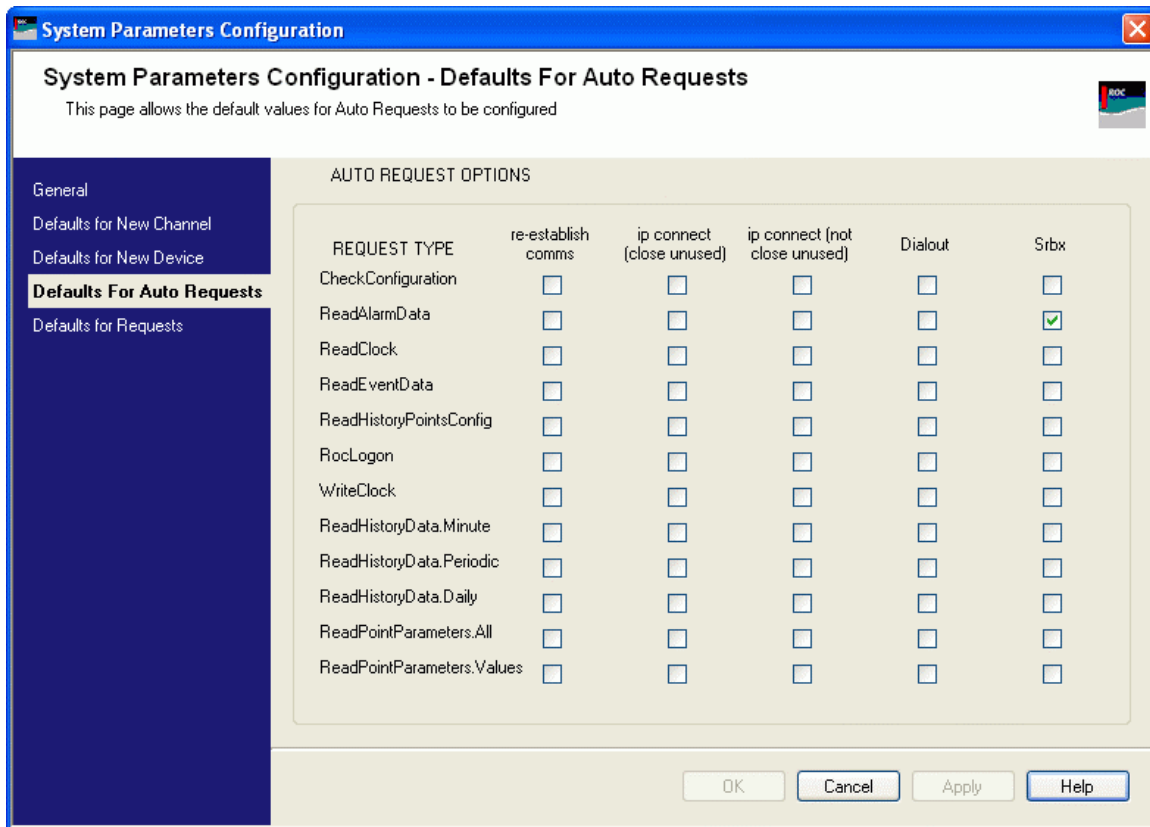 System Parameters Configuration
System Parameters Configuration - Defaults For Auto Requests
This page allows the default values for Auto Requests to be configured
ROC
General
Defaults for New Channel
Defaults for New Device
Defaults For Auto Requests
Defaults for Requests
AUTO REQUEST OPTIONS
REQUEST TYPE
re-establish
comms
ip connect
(close unused)
ip connect (not
close unused)
Dialout
Srbx
CheckConfiguration
ReadAlarmData
ReadClock
ReadEventData
ReadHistoryPointsConfig
RocLogon
WriteClock
ReadHistoryData.Minute
ReadHistoryData.Periodic
ReadHistoryData.Daily
ReadPointParameters.All
ReadPointParameters.Values
OK
Cancel
Apply
Help